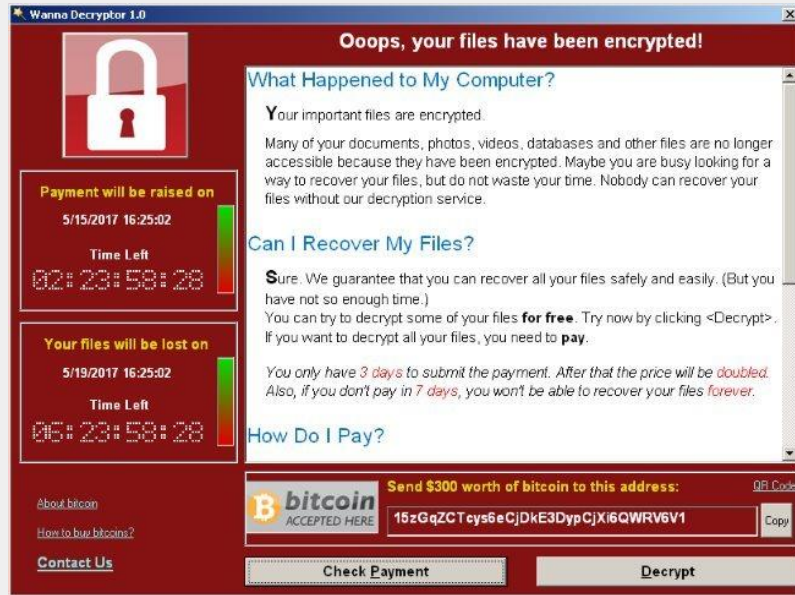 Wanna Decryptor 1.0
Ooops, your files have been encrypted!
Payment will be raised on
5/15/2017 16:25:02
Time Left
02:23:58:28
Your files will be lost on
5/19/2017 16:25:02
Time Left
06:23:58:28
About bitcoin
How to buy bitcoins?
Contact Us
What Happened to My Computer?
Your important files are encrypted.
Many of your documents, photos, videos, databases and other files are no longer
accessible because they have been encrypted. Maybe you are busy looking for a
way to recover your files, but do not waste your time. Nobody can recover your
files without our decryption service.
Can I Recover My Files?
Sure. We guarantee that you can recover all your files safely and easily. (But you
have not so enough time.)
You can try to decrypt some of your files for free. Try now by clicking <Decrypt>.
If you want to decrypt all your files, you need to pay.
You only have 3 days to submit the payment. After that the price will be doubled.
Also, if you don't pay in 7 days, you won't be able to recover your files forever.
How Do I Pay?
bitcoin
ACCEPTED HERE
Send $300 worth of bitcoin to this address:
QR Code
15zGqZCTcys6eCjDkE3DypCjXi6QWRV6V1
Copy
Check Payment
Decrypt